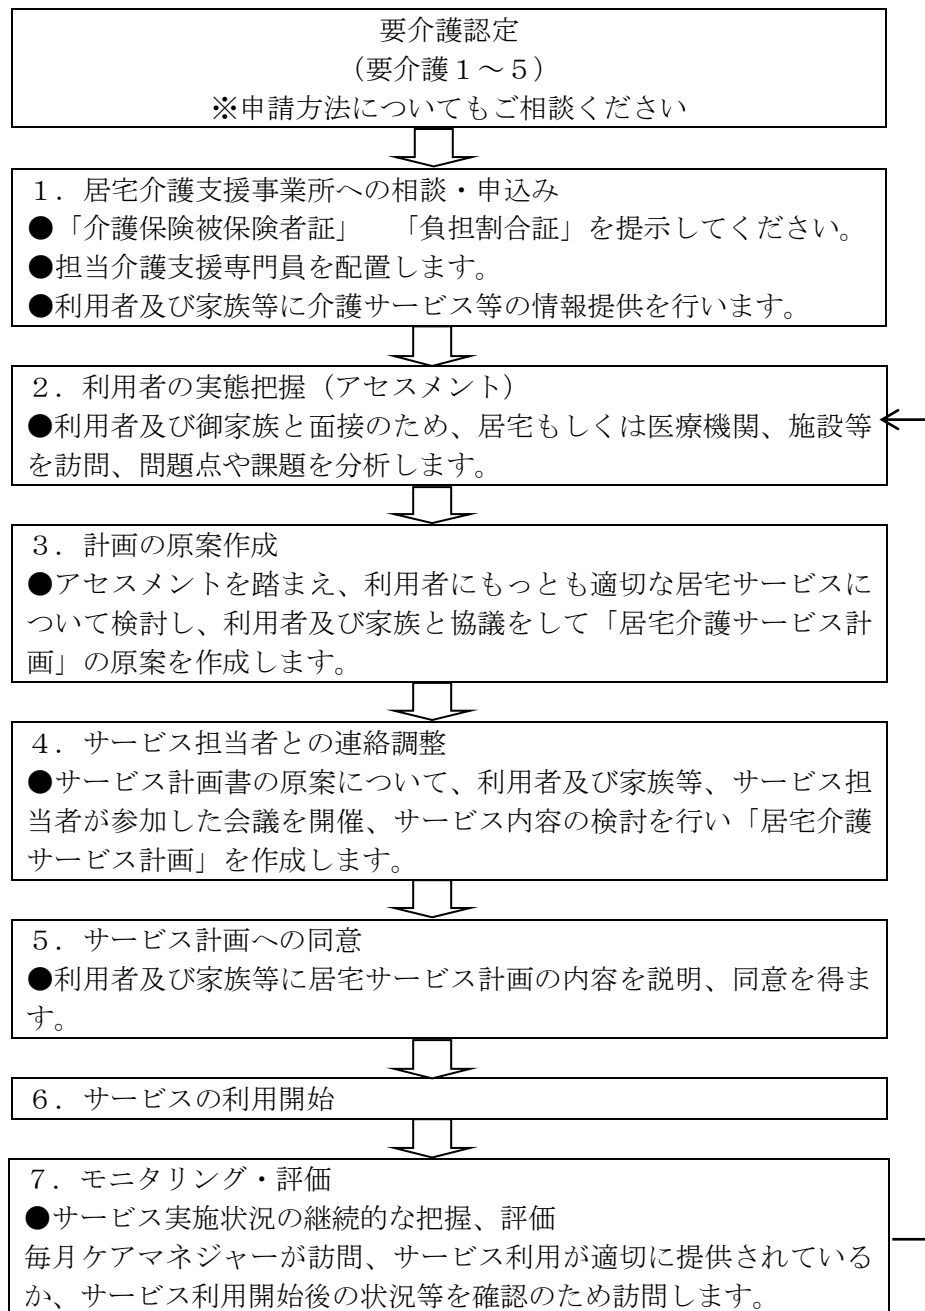 要介護認定
（要介護１～５）
※申請方法についてもご相談ください
１．居宅介護支援事業所への相談・申込み
●「介護保険被保険者証」　「負担割合証」を提示してください。
●担当介護支援専門員を配置します。
●利用者及び家族等に介護サービス等の情報提供を行います。
２．利用者の実態把握（アセスメント）
●利用者及び御家族と面接のため、居宅もしくは医療機関、施設等
を訪問、問題点や課題を分析します。
３．計画の原案作成
●アセスメントを踏まえ、利用者にもっとも適切な居宅サービスに
ついて検討し、利用者及び家族と協議をして「居宅介護サービス計
画」の原案を作成します。
４．サービス担当者との連絡調整
●サービス計画書の原案について、利用者及び家族等、サービス担
当者が参加した会議を開催、サービス内容の検討を行い「居宅介護
サービス計画」を作成します。
５．サービス計画への同意
●利用者及び家族等に居宅サービス計画の内容を説明、同意を得ま
す。
６．サービスの利用開始
７．モニタリング・評価
●サービス実施状況の継続的な把握、評価
毎月ケアマネジャーが訪問、サービス利用が適切に提供されている
か、サービス利用開始後の状況等を確認のため訪問します。